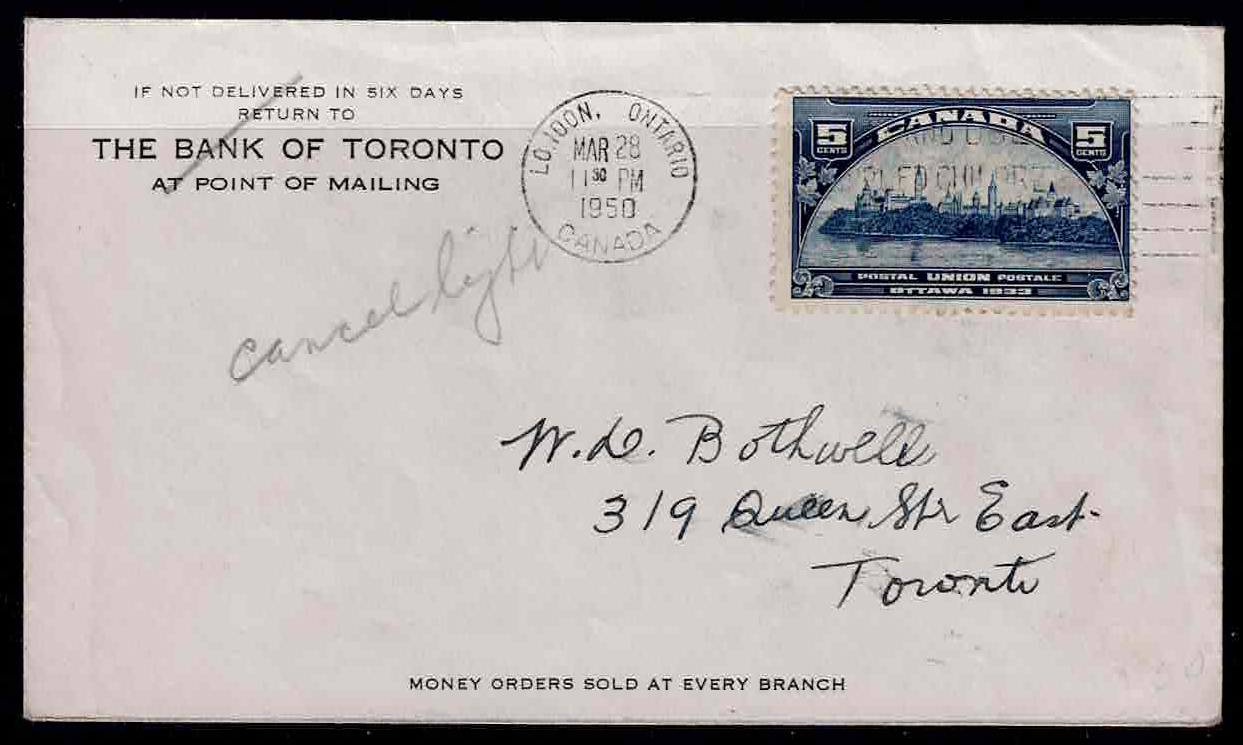 IF NOT DELIVERED IN SIX DAYS
RETURN TO
THE BANK OF TORONTO
AT POINT OF MAILING
LONDON, ONTARIO
MAR 28
11 30 PM
1950
CANADA
5 CENTS
CANADA
5 CENTS
POSTAL UNION POSTALE
OTTAWA 1933
cancel light
W. D. Bothwell
319 Queen Str East
Toronto
MONEY ORDERS SOLD AT EVERY BRANCH